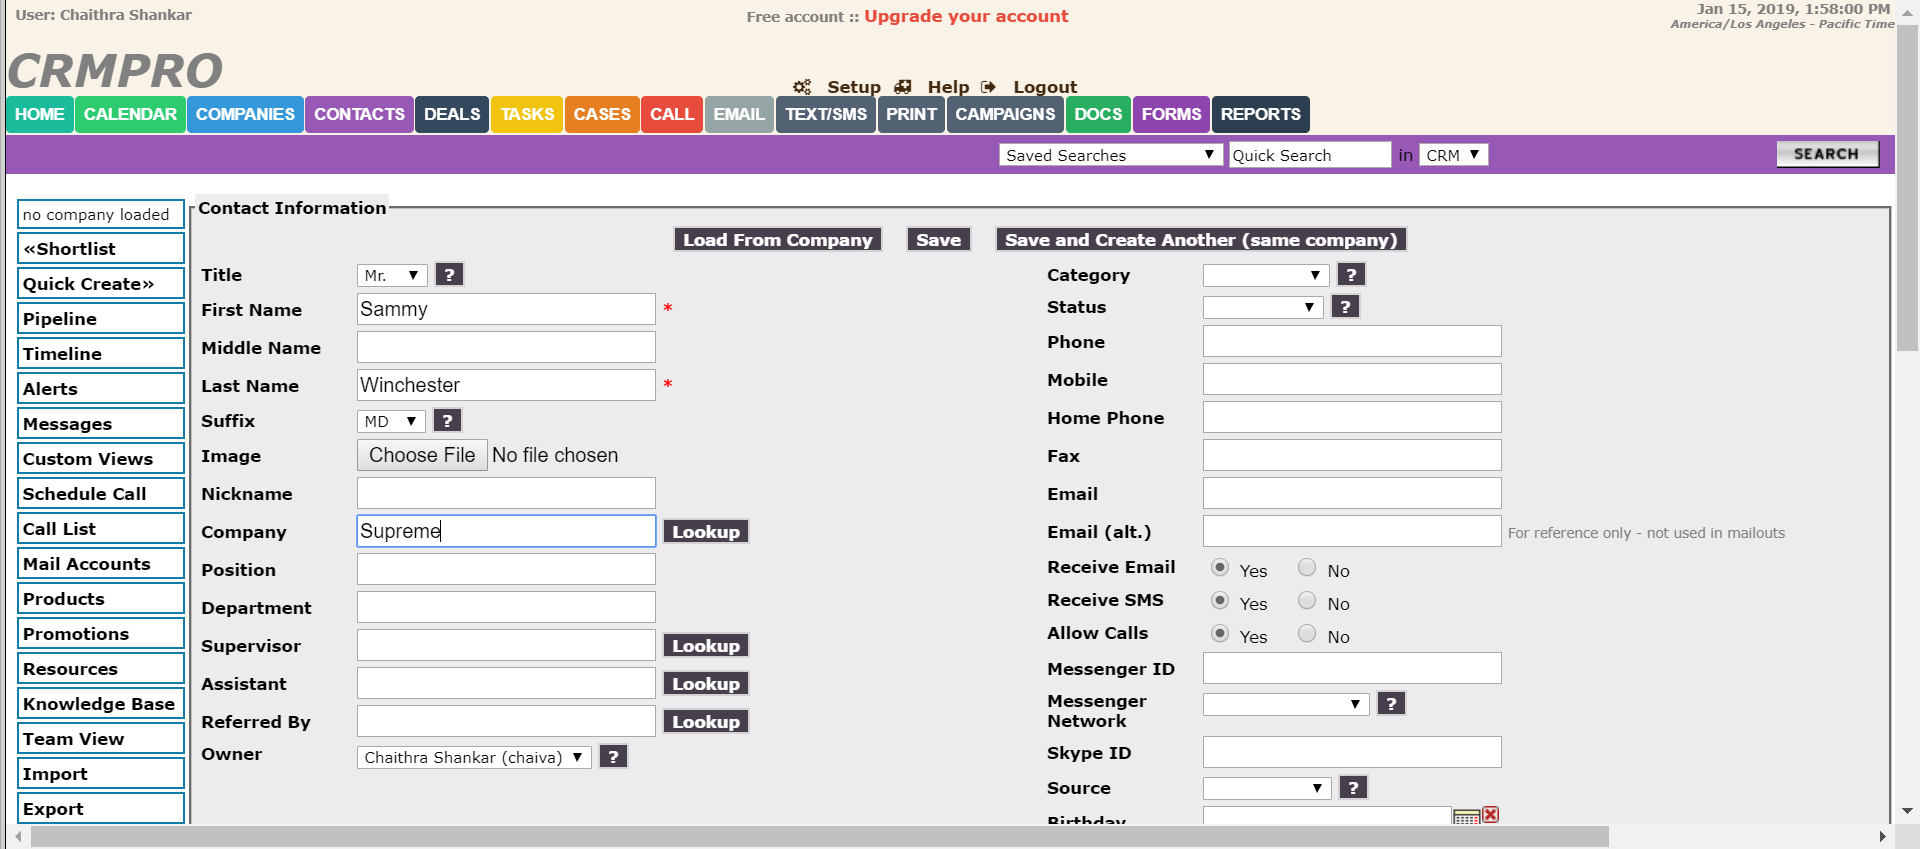 User: Chaithra Shankar
Free account :: Upgrade your account
Jan 15, 2019, 1:58:00 PM
America/Los Angeles - Pacific Time
CRMPRO
Setup Help Logout
HOME CALENDAR COMPANIES CONTACTS DEALS TASKS CASES CALL EMAIL TEXT/SMS PRINT CAMPAIGNS DOCS FORMS REPORTS
Saved Searches Quick Search in CRM SEARCH
no company loaded
«Shortlist
Quick Create»
Pipeline
Timeline
Alerts
Messages
Custom Views
Schedule Call
Call List
Mail Accounts
Products
Promotions
Resources
Knowledge Base
Team View
Import
Export
Contact Information
Load From Company Save Save and Create Another (same company)
Title Mr. ?
First Name Sammy *
Middle Name
Last Name Winchester *
Suffix MD ?
Image Choose File No file chosen
Nickname
Company Supreme Lookup
Position
Department
Supervisor Lookup
Assistant Lookup
Referred By Lookup
Owner Chaithra Shankar (chaiva) ?
Category ?
Status ?
Phone
Mobile
Home Phone
Fax
Email
Email (alt.) For reference only - not used in mailouts
Receive Email Yes No
Receive SMS Yes No
Allow Calls Yes No
Messenger ID
Messenger
Network ?
Skype ID
Source ?
Birthday